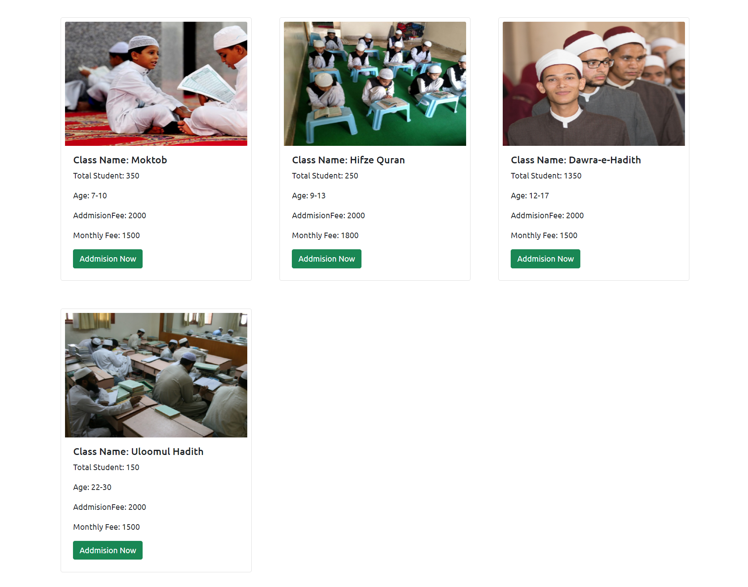 Class Name: Moktob
Total Student: 350
Age: 7-10
AddmisionFee: 2000
Monthly Fee: 1500
Addmision Now
Class Name: Hifze Quran
Total Student: 250
Age: 9-13
AddmisionFee: 2000
Monthly Fee: 1800
Addmision Now
Class Name: Dawra-e-Hadith
Total Student: 1350
Age: 12-17
AddmisionFee: 2000
Monthly Fee: 1500
Addmision Now
Class Name: Uloomul Hadith
Total Student: 150
Age: 22-30
AddmisionFee: 2000
Monthly Fee: 1500
Addmision Now